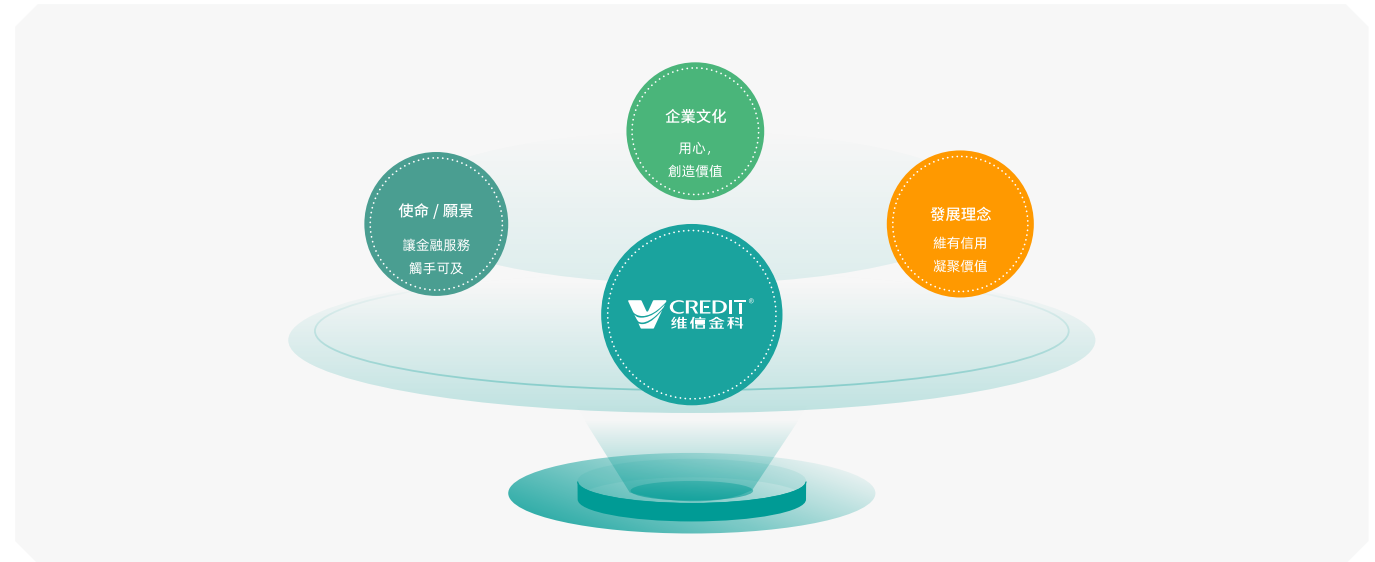 企業文化
用心，
創造價值
使命 / 願景
讓金融服務
觸手可及
發展理念
維有信用
凝聚價值
V CREDIT®
维信金科